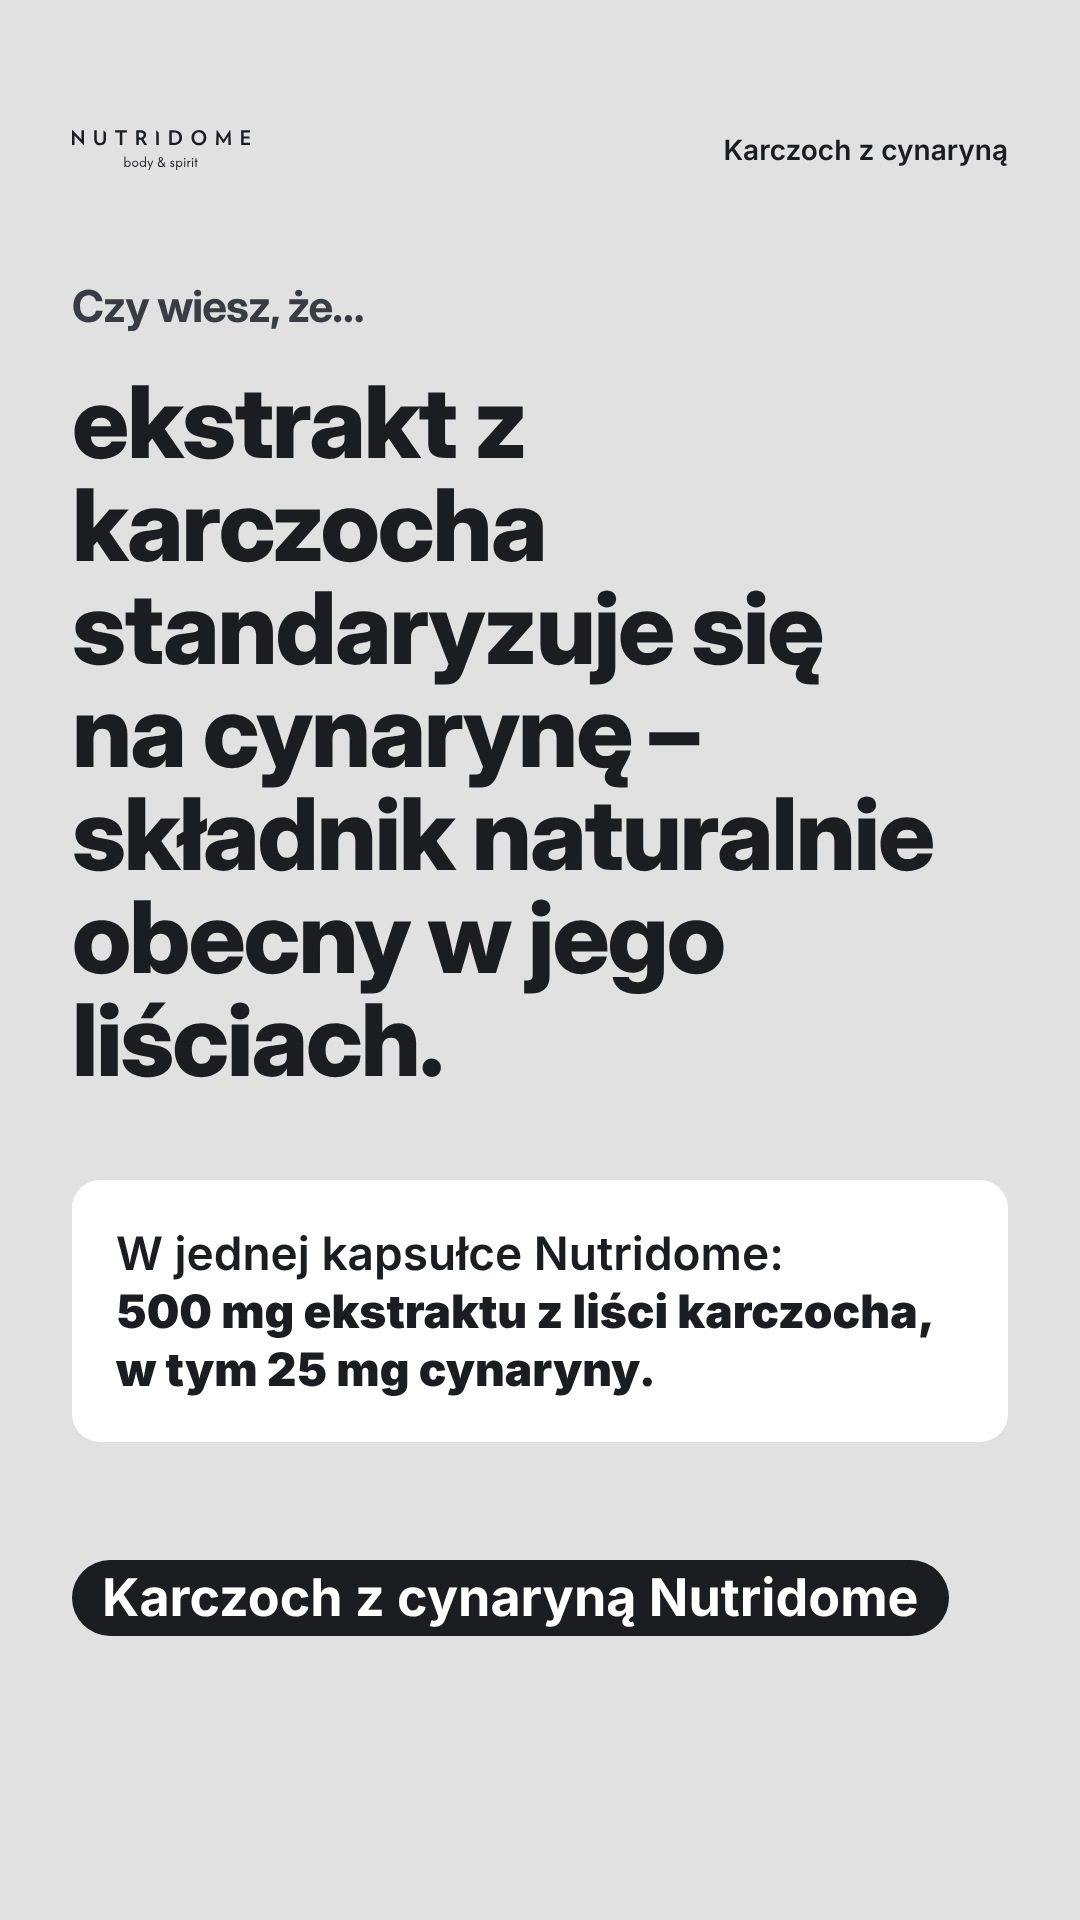 NUTRIDOME
body & spirit
Karczoch z cynaryną
Czy wiesz, że...
ekstrakt z
karczocha
standaryzuje się
na cynarynę –
składnik naturalnie
obecny w jego
liściach.
W jednej kapsułce Nutridome:
500 mg ekstraktu z liści karczocha,
w tym 25 mg cynaryny.
Karczoch z cynaryną Nutridome